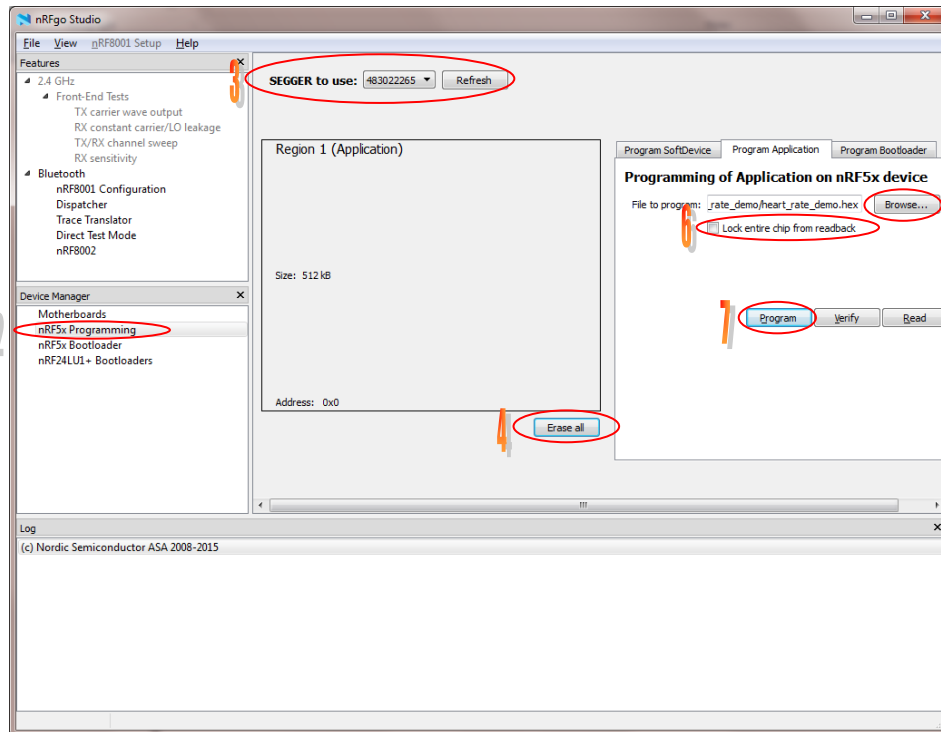 nRFgo Studio
File View nRF8001 Setup Help
Features
2.4 GHz
Front-End Tests
TX carrier wave output
RX constant carrier/LO leakage
TX/RX channel sweep
RX sensitivity
Bluetooth
nRF8001 Configuration
Dispatcher
Trace Translator
Direct Test Mode
nRF8002
Device Manager
Motherboards
2
nRF5x Programming
nRF5x Bootloader
nRF24LU1+ Bootloaders
3
SEGGER to use: 483022265 Refresh
Region 1 (Application)
Size: 512 kB
Address: 0x0
4
Erase all
Program SoftDevice Program Application Program Bootloader
Programming of Application on nRF5x device
File to program: _rate_demo/heart_rate_demo.hex Browse...
6
Lock entire chip from readback
7
Program Verify Read
Log
(c) Nordic Semiconductor ASA 2008-2015